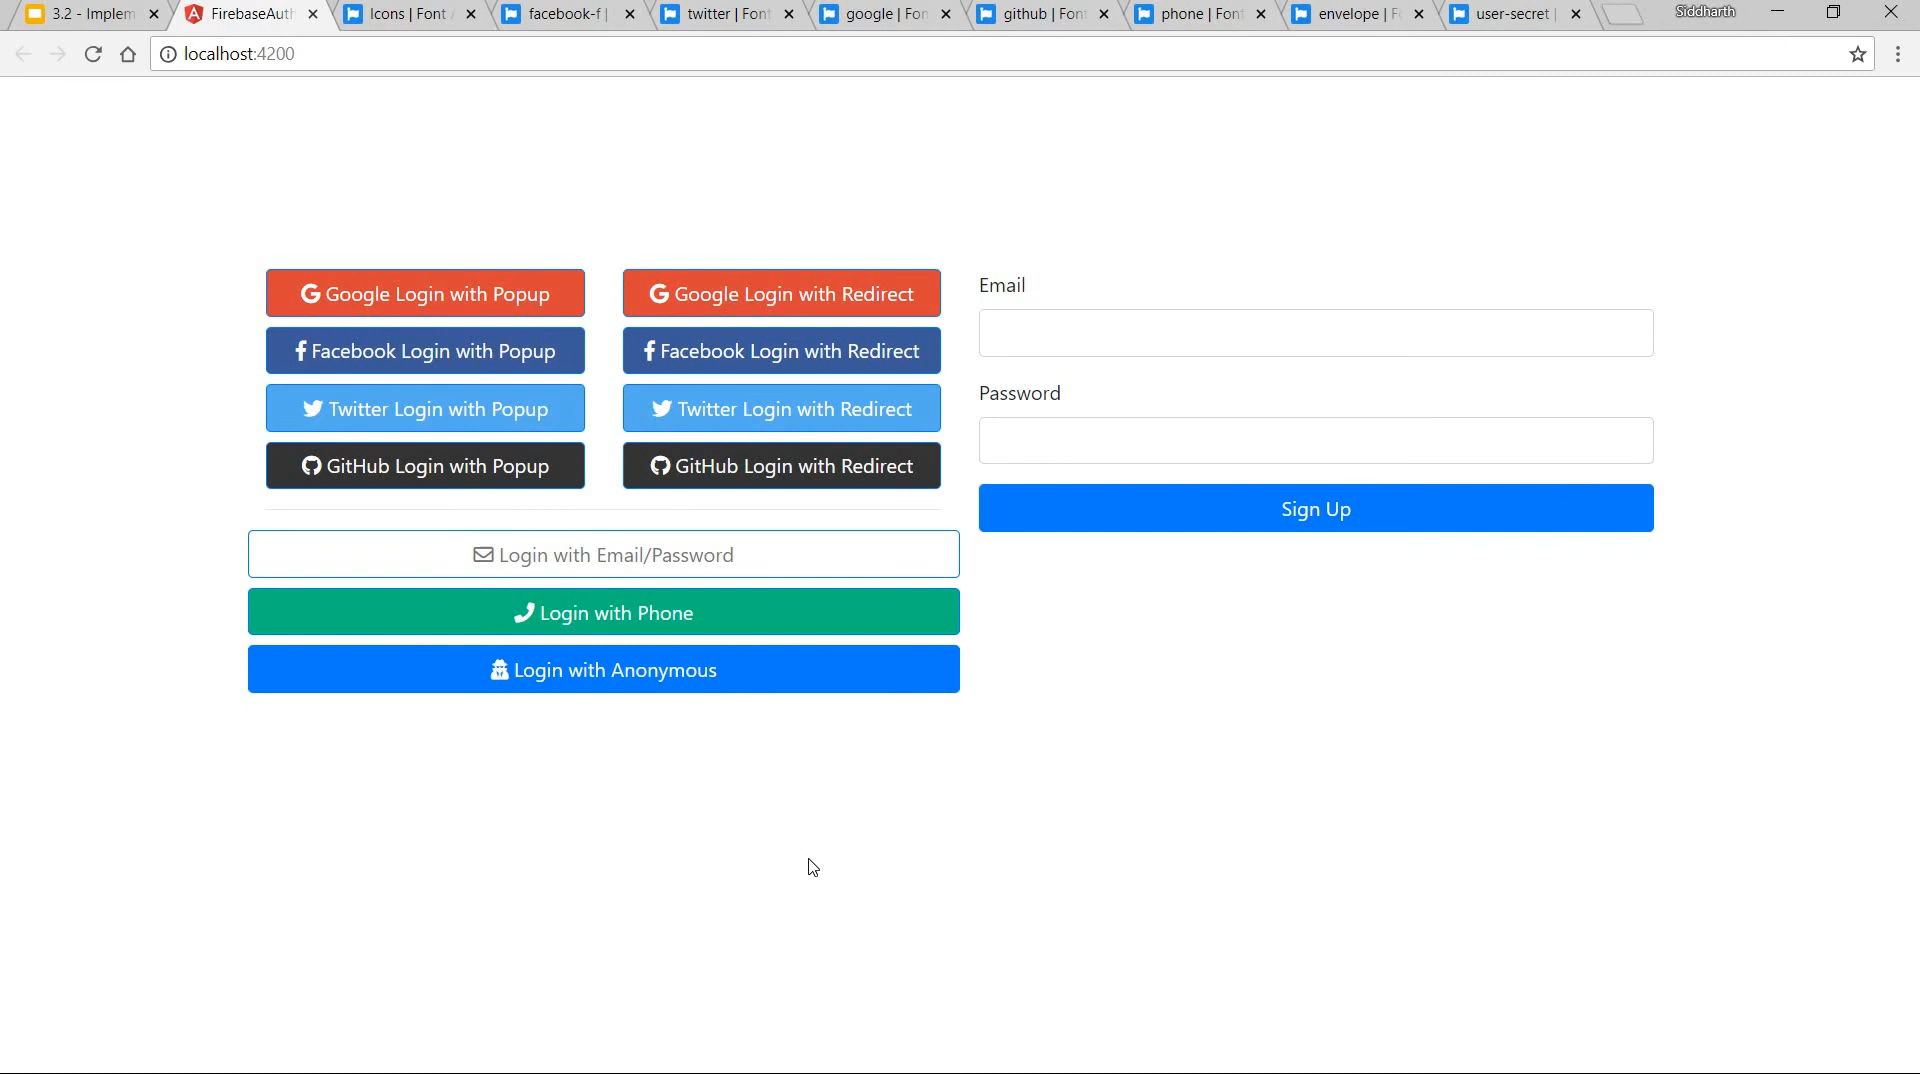 3.2 - Implem
FirebaseAuth
Icons | Font
facebook-f |
twitter | Font
google | Fon
github | Font
phone | Font
envelope | Fo
user-secret |
Siddharth
localhost:4200
Google Login with Popup
Google Login with Redirect
Facebook Login with Popup
Facebook Login with Redirect
Twitter Login with Popup
Twitter Login with Redirect
GitHub Login with Popup
GitHub Login with Redirect
Login with Email/Password
Login with Phone
Login with Anonymous
Email
Password
Sign Up